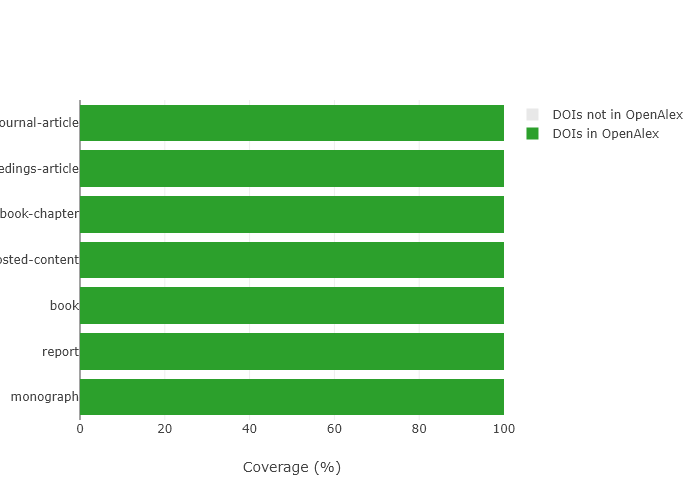 ournal-article
edings-article
book-chapter
osted-content
book
report
monograph
0 20 40 60 80 100
Coverage (%)
DOIs not in OpenAlex
DOIs in OpenAlex